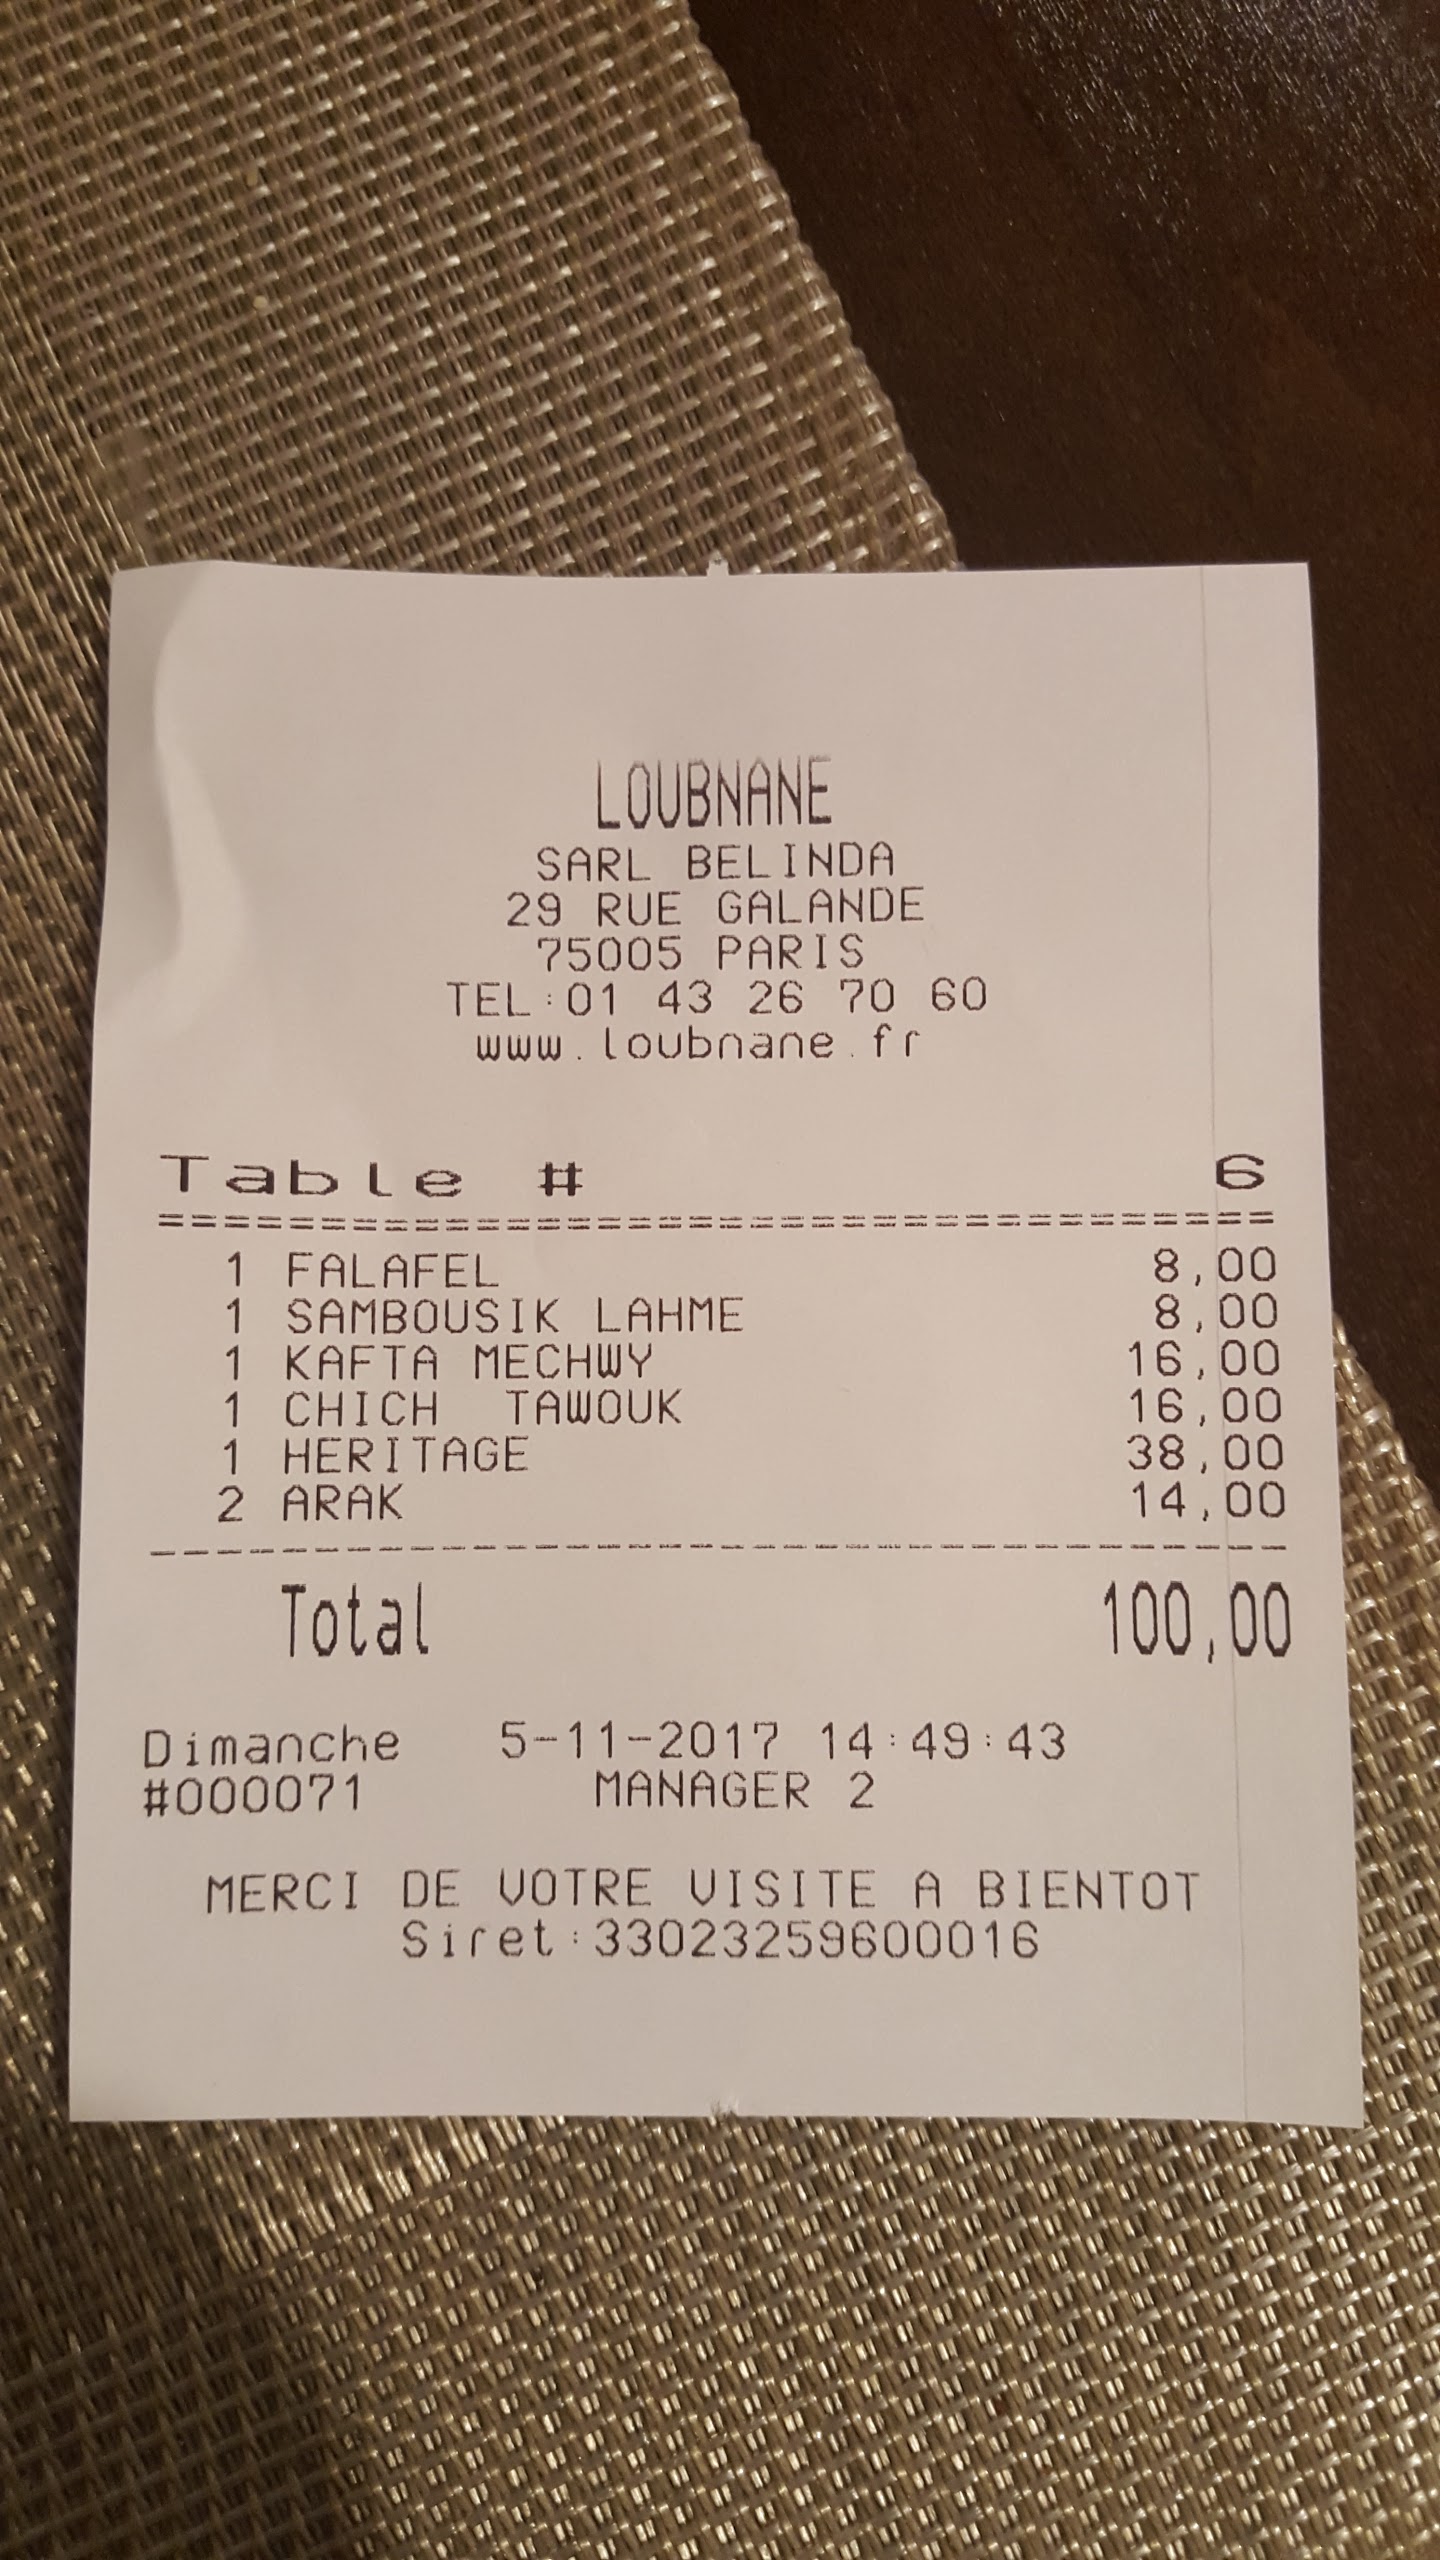 LOUBNANE
SARL BELINDA
29 RUE GALANDE
75005 PARIS
TEL:01 43 26 70 60
www.loubnane.fr
Table # 6
===================================
1 FALAFEL 8,00
1 SAMBOUSIK LAHME 8,00
1 KAFTA MECHWY 16,00
1 CHICH TAWOUK 16,00
1 HERITAGE 38,00
2 ARAK 14,00
-----------------------------------
Total 100,00
Dimanche 5-11-2017 14:49:43
#000071 MANAGER 2
MERCI DE VOTRE VISITE A BIENTOT
Siret:33023259600016